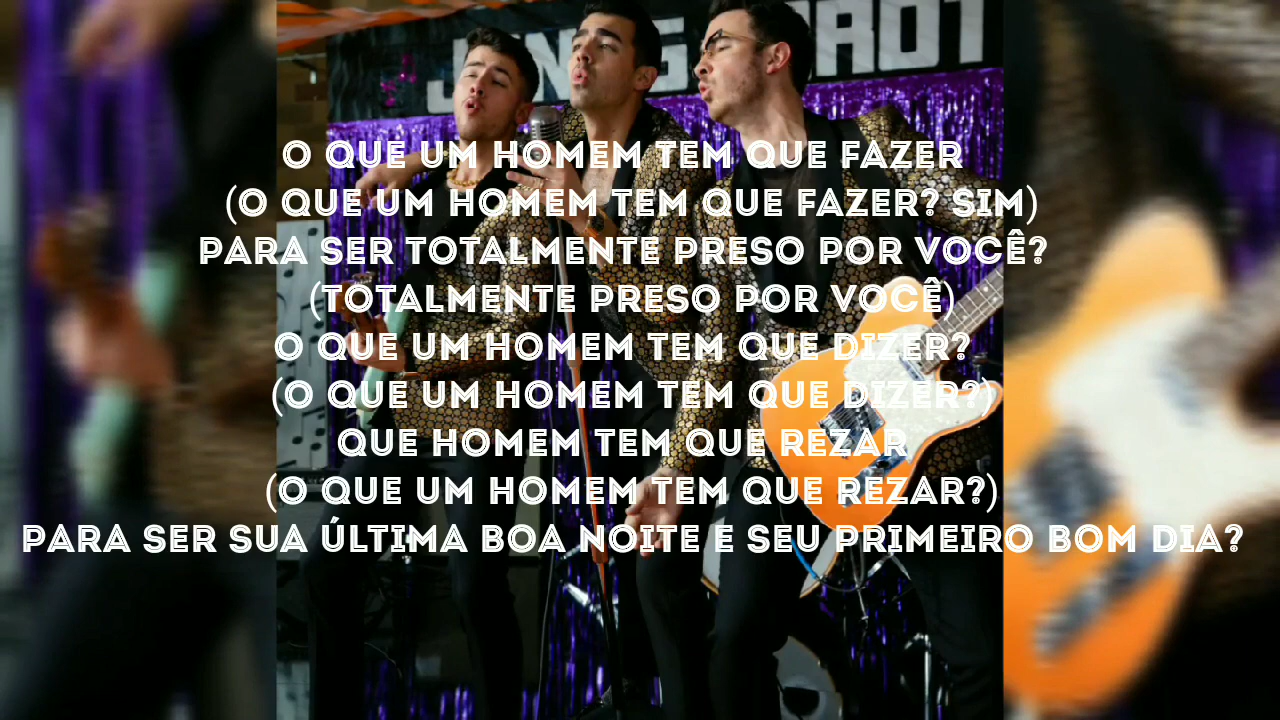 O QUE UM HOMEM TEM QUE FAZER
(O QUE UM HOMEM TEM QUE FAZER? SIM)
PARA SER TOTALMENTE PRESO POR VOCÊ?
(TOTALMENTE PRESO POR VOCÊ)
O QUE UM HOMEM TEM QUE DIZER?
(O QUE UM HOMEM TEM QUE DIZER?)
QUE HOMEM TEM QUE REZAR
(O QUE UM HOMEM TEM QUE REZAR?)
PARA SER SUA ÚLTIMA BOA NOITE E SEU PRIMEIRO BOM DIA?